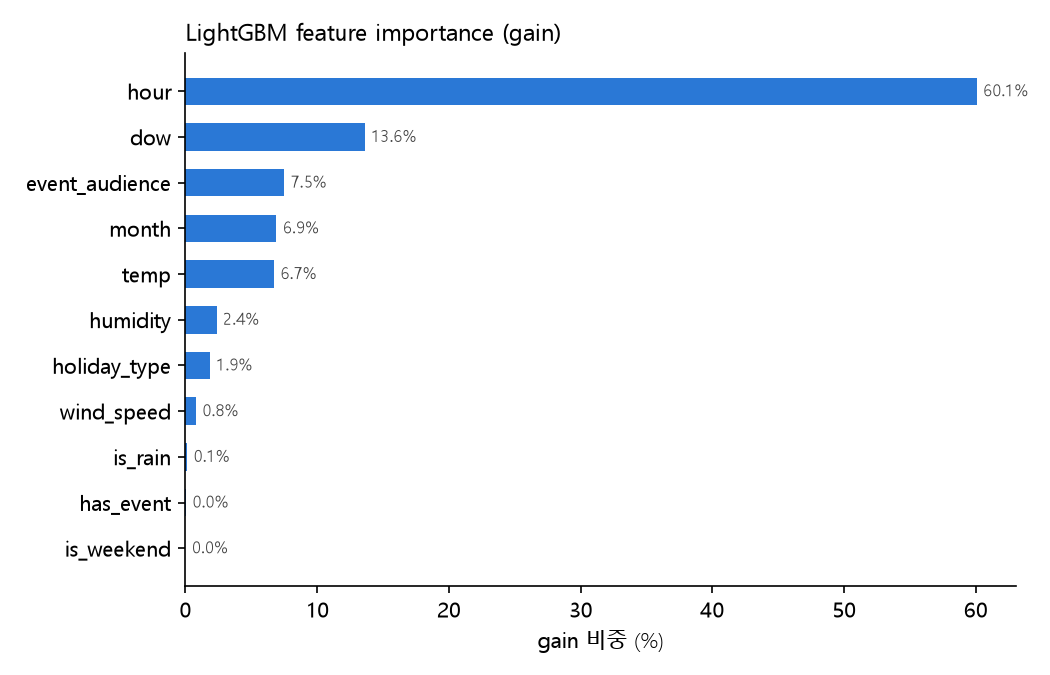 LightGBM feature importance (gain)
hour 60.1%
dow 13.6%
event_audience 7.5%
month 6.9%
temp 6.7%
humidity 2.4%
holiday_type 1.9%
wind_speed 0.8%
is_rain 0.1%
has_event 0.0%
is_weekend 0.0%
0 10 20 30 40 50 60
gain 비중 (%)